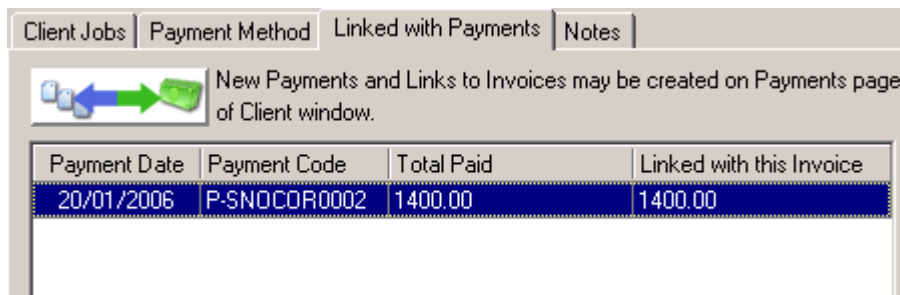 Client Jobs Payment Method Linked with Payments Notes
New Payments and Links to Invoices may be created on Payments page
of Client window.
Payment Date Payment Code Total Paid Linked with this Invoice
20/01/2006 P-SNOCOR0002 1400.00 1400.00